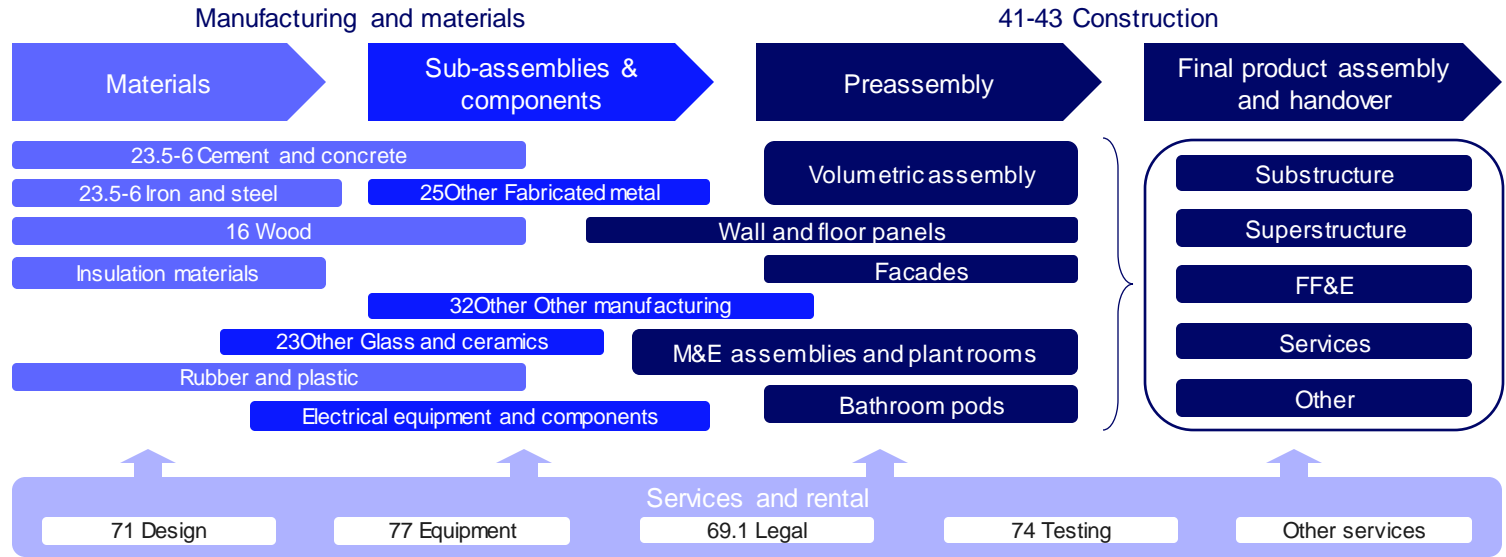 Manufacturing and materials
41-43 Construction
Materials
Sub-assemblies &
components
Preassembly
Final product assembly
and handover
23.5-6 Cement and concrete
23.5-6 Iron and steel
25Other Fabricated metal
16 Wood
Insulation materials
32Other Other manufacturing
23Other Glass and ceramics
Rubber and plastic
Electrical equipment and components
Volumetric assembly
Wall and floor panels
Facades
M&E assemblies and plant rooms
Bathroom pods
Substructure
Superstructure
FF&E
Services
Other
Services and rental
71 Design
77 Equipment
69.1 Legal
74 Testing
Other services